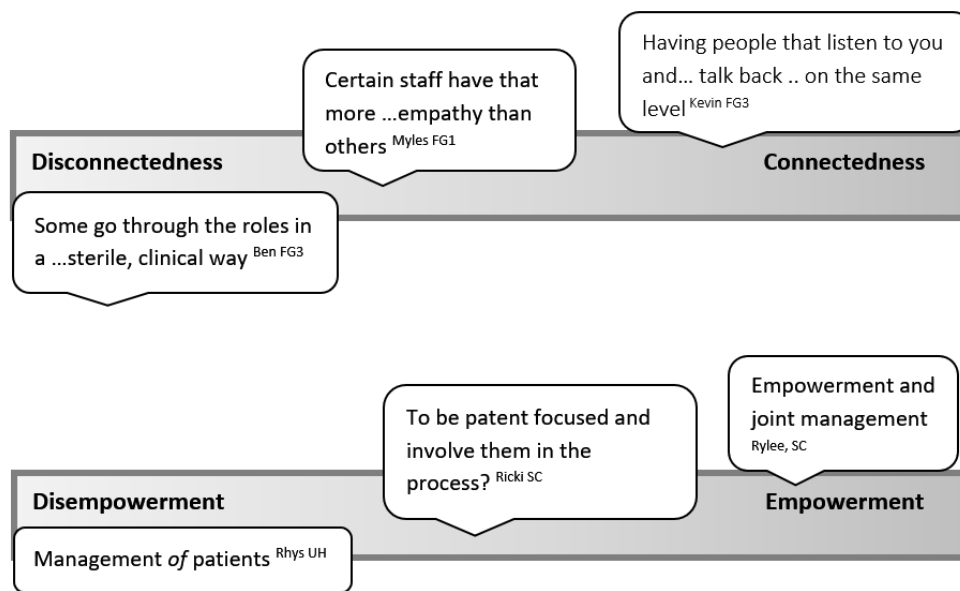 Having people that listen to you
and... talk back .. on the same
level Kevin FG3
Certain staff have that
more ...empathy than
others Myles FG1
Disconnectedness
Connectedness
Some go through the roles in
a ...sterile, clinical way Ben FG3
Empowerment and
joint management
Rylee, SC
To be patent focused and
involve them in the
process? Ricki SC
Disempowerment
Empowerment
Management of patients Rhys UH